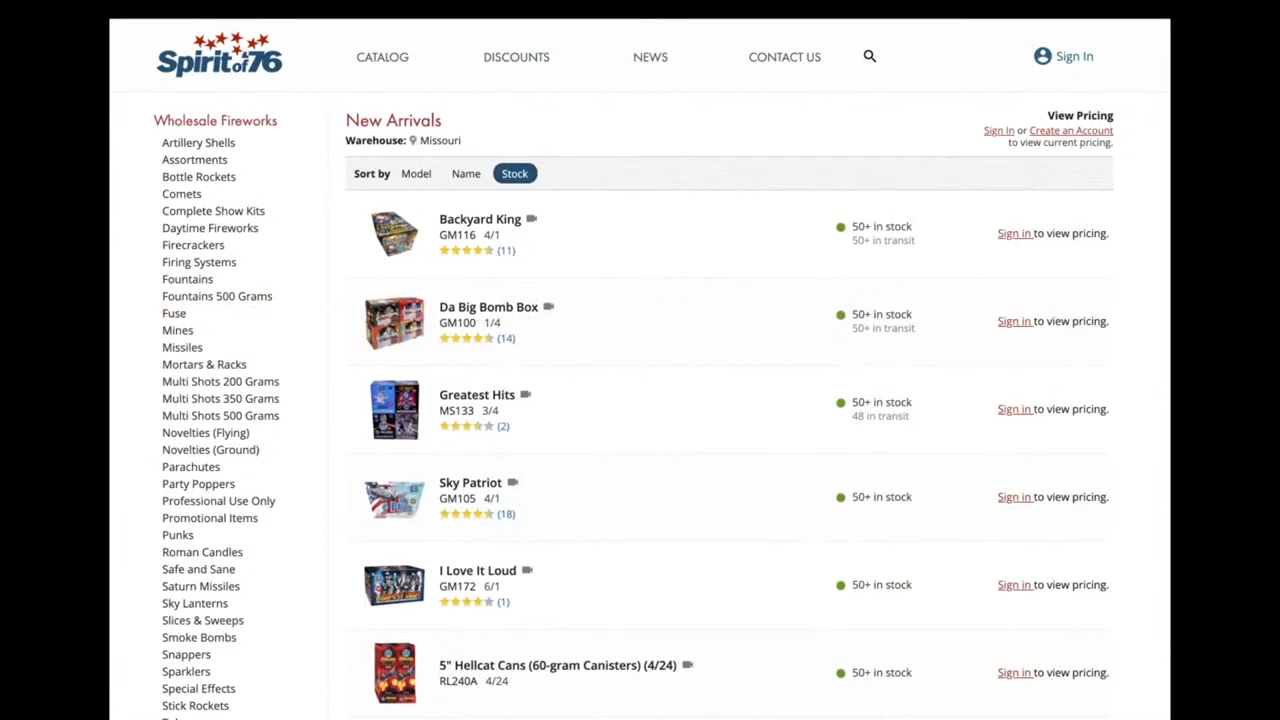 Spirit of 76
CATALOG
DISCOUNTS
NEWS
CONTACT US
Sign In
Wholesale Fireworks
Artillery Shells
Assortments
Bottle Rockets
Comets
Complete Show Kits
Daytime Fireworks
Firecrackers
Firing Systems
Fountains
Fountains 500 Grams
Fuse
Mines
Missiles
Mortars & Racks
Multi Shots 200 Grams
Multi Shots 350 Grams
Multi Shots 500 Grams
Novelties (Flying)
Novelties (Ground)
Parachutes
Party Poppers
Professional Use Only
Promotional Items
Punks
Roman Candles
Safe and Sane
Saturn Missiles
Sky Lanterns
Slices & Sweeps
Smoke Bombs
Snappers
Sparklers
Special Effects
Stick Rockets
New Arrivals
Warehouse: Missouri
View Pricing
Sign in or Create an Account
to view current pricing.
Sort by Model Name Stock
Backyard King
GM116 4/1
(11)
50+ in stock
50+ in transit
Sign in to view pricing.
Da Big Bomb Box
GM100 1/4
(14)
50+ in stock
50+ in transit
Sign in to view pricing.
Greatest Hits
MS133 3/4
(2)
50+ in stock
48 in transit
Sign in to view pricing.
Sky Patriot
GM105 4/1
(18)
50+ in stock
Sign in to view pricing.
I Love It Loud
GM172 6/1
(1)
50+ in stock
Sign in to view pricing.
5" Hellcat Cans (60-gram Canisters) (4/24)
RL240A 4/24
50+ in stock
Sign in to view pricing.